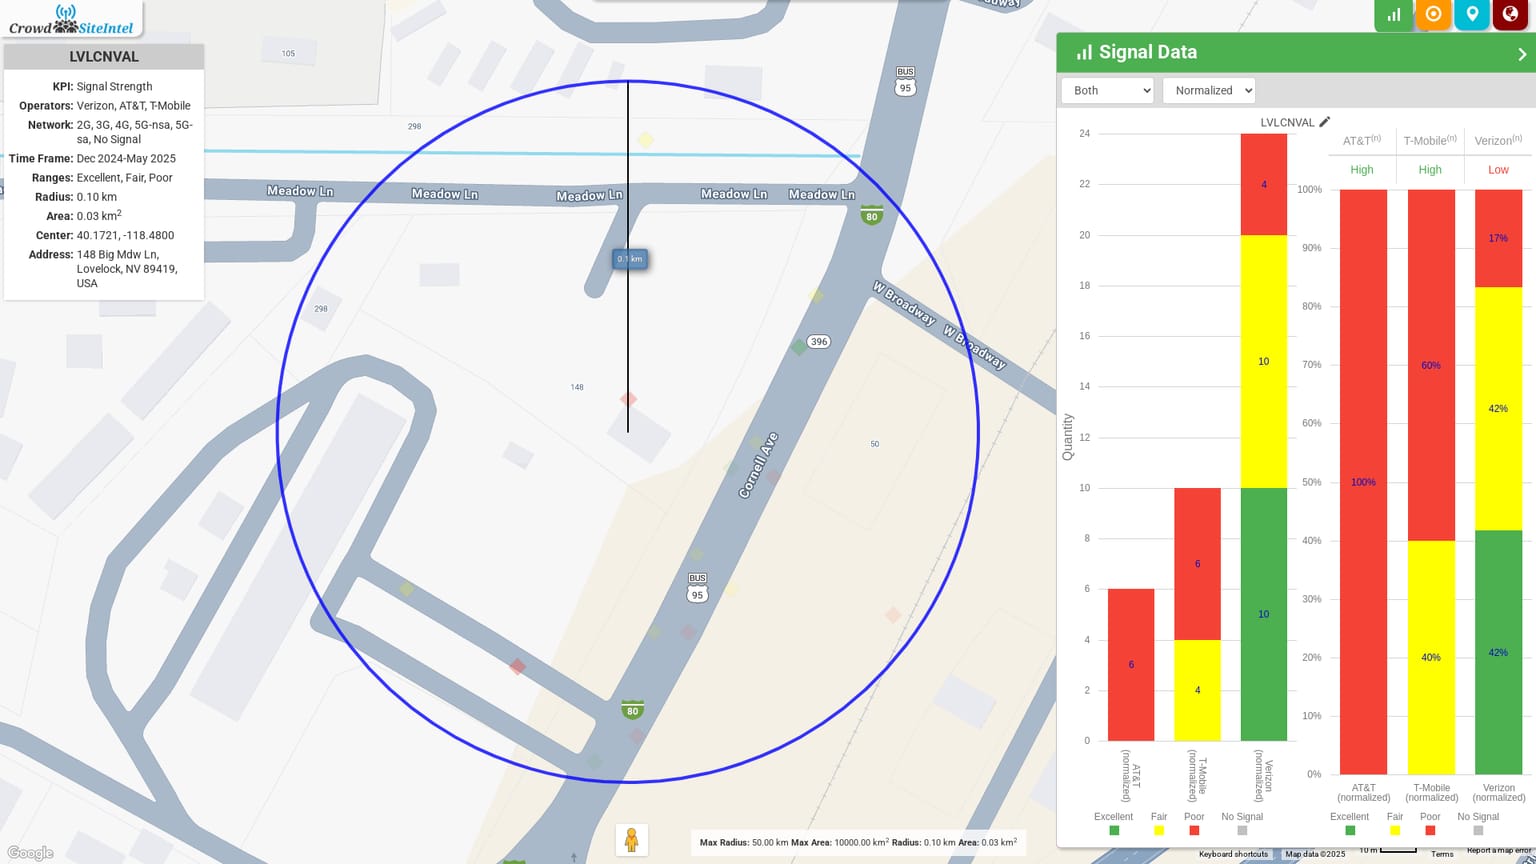 Crowd SiteIntel
LVLCNVAL
KPI: Signal Strength
Operators: Verizon, AT&T, T-Mobile
Network: 2G, 3G, 4G, 5G-nsa, 5G-
sa, No Signal
Time Frame: Dec 2024-May 2025
Ranges: Excellent, Fair, Poor
Radius: 0.10 km
Area: 0.03 km²
Center: 40.1721, -118.4800
Address: 148 Big Mdw Ln,
Lovelock, NV 89419,
USA
105
298
Meadow Ln
Meadow Ln
Meadow Ln
Meadow Ln
Meadow Ln
BUS
95
80
0.1 km
W Broadway
W Broadway
396
298
148
50
Cornell Ave
BUS
95
80
Google
Max Radius: 50.00 km Max Area: 10000.00 km² Radius: 0.10 km Area: 0.03 km²
Keyboard shortcuts
Map data ©2025
10 m
Terms
Report a map error
Signal Data
Both
Normalized
LVLCNVAL
Quantity
24
22
20
18
16
14
12
10
8
6
4
2
0
4
10
10
6
4
6
AT&T
(normalized)
T-Mobile
(normalized)
Verizon
(normalized)
Excellent
Fair
Poor
No Signal
AT&T(n)
T-Mobile(n)
Verizon(n)
High
High
Low
100%
90%
80%
70%
60%
50%
40%
30%
20%
10%
0%
17%
60%
42%
100%
40%
42%
AT&T
(normalized)
T-Mobile
(normalized)
Verizon
(normalized)
Excellent
Fair
Poor
No Signal